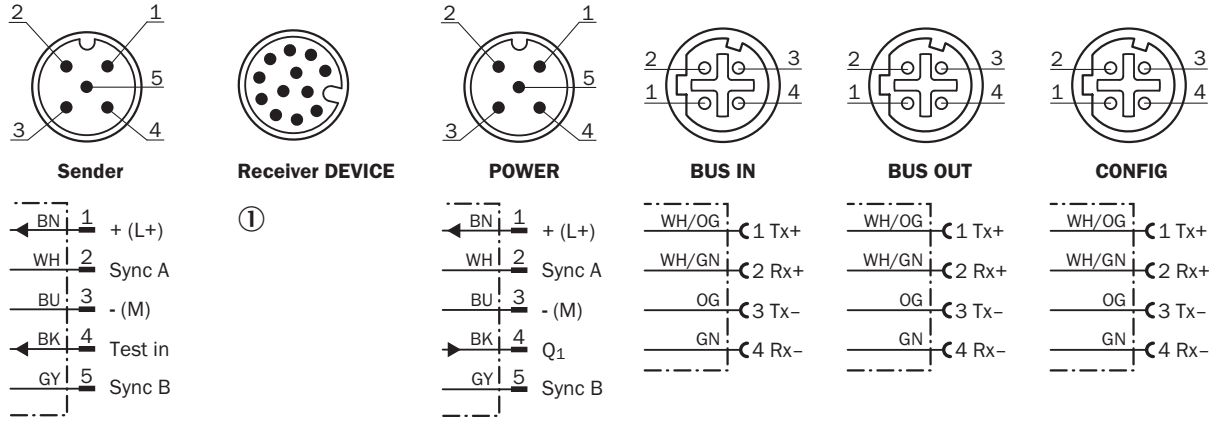 2 1
5
3 4
Sender
Receiver DEVICE
2 1
5
3 4
POWER
2 3
1 4
BUS IN
2 3
1 4
BUS OUT
2 3
1 4
CONFIG
BN 1 + (L+)
WH 2 Sync A
BU 3 - (M)
BK 4 Test in
GY 5 Sync B
①
BN 1 + (L+)
WH 2 Sync A
BU 3 - (M)
BK 4 Q1
GY 5 Sync B
WH/OG 1 Tx+
WH/GN 2 Rx+
OG 3 Tx–
GN 4 Rx–
WH/OG 1 Tx+
WH/GN 2 Rx+
OG 3 Tx–
GN 4 Rx–
WH/OG 1 Tx+
WH/GN 2 Rx+
OG 3 Tx–
GN 4 Rx–